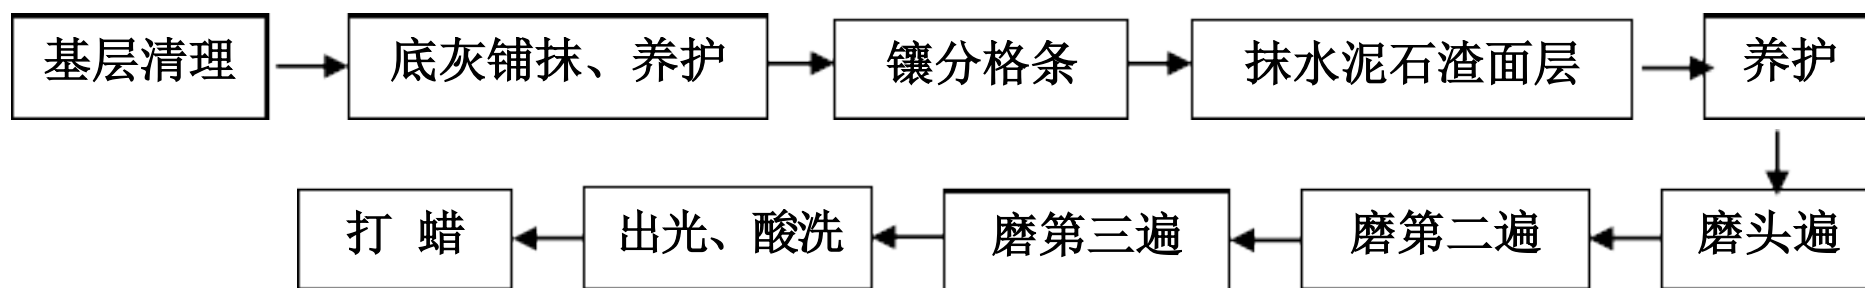 基层清理 底灰铺抹、养护 镶分格条 抹水泥石渣面层 养护
打 蜡 出光、酸洗 磨第三遍 磨第二遍 磨头遍